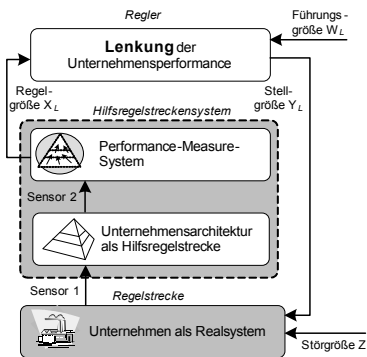 Regler
Führungs-
größe W_L
Lenkung der
Unternehmensperformance
Regel-
größe X_L
Stell-
größe Y_L
Hilfsregelstreckensystem
Performance-Measure-
System
Sensor 2
Unternehmensarchitektur
als Hilfsregelstrecke
Sensor 1
Regelstrecke
Unternehmen als Realsystem
Störgröße Z